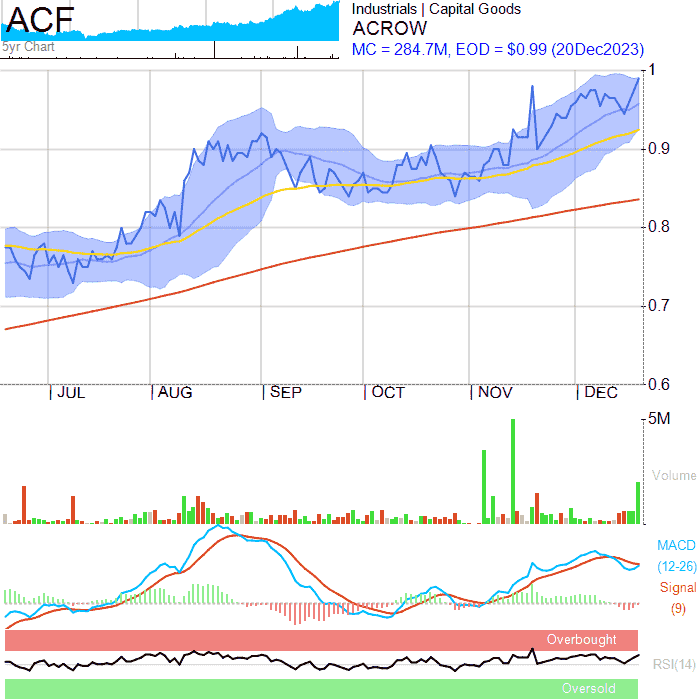 ACF
5yr Chart
Industrials | Capital Goods
ACROW
MC = 284.7M, EOD = $0.99 (20Dec2023)
1
0.9
0.8
0.7
0.6
JUL AUG SEP OCT NOV DEC
5M
Volume
MACD
(12-26)
Signal
(9)
Overbought
RSI(14)
Oversold